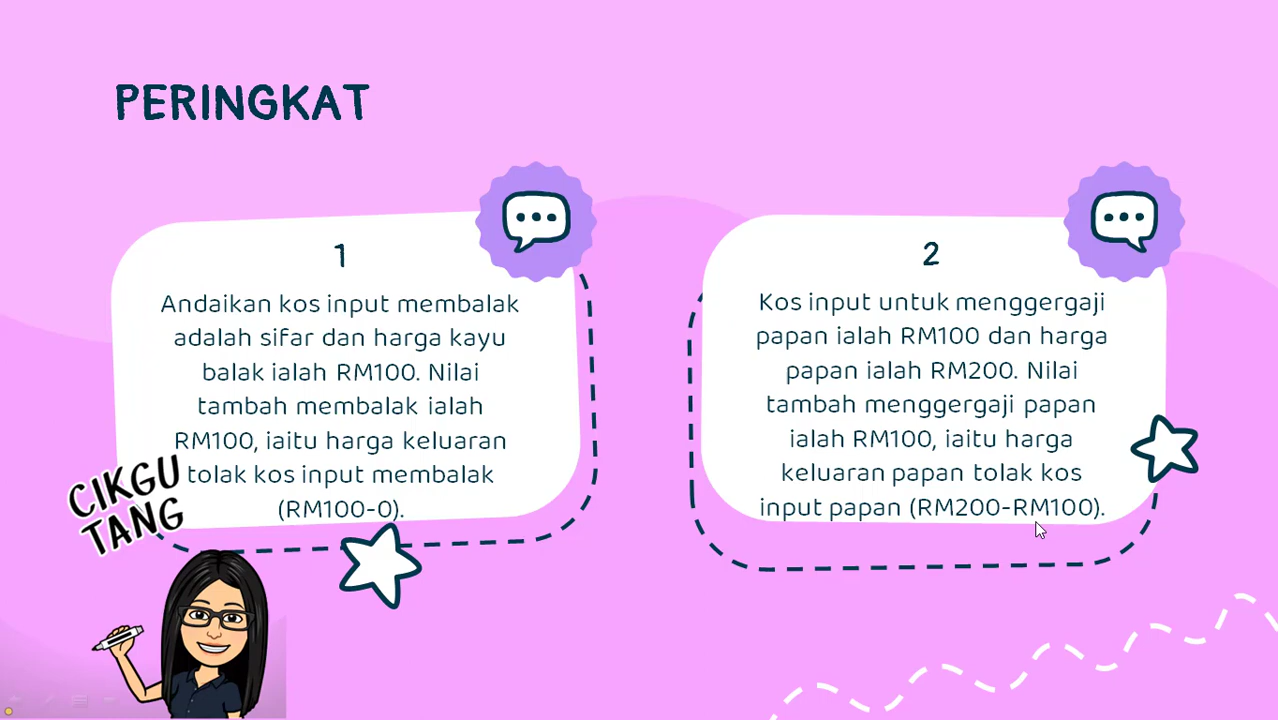 PERINGKAT
1
Andaikan kos input membalak
adalah sifar dan harga kayu
balak ialah RM100. Nilai
tambah membalak ialah
RM100, iaitu harga keluaran
tolak kos input membalak
(RM100-0).
2
Kos input untuk menggergaji
papan ialah RM100 dan harga
papan ialah RM200. Nilai
tambah menggergaji papan
ialah RM100, iaitu harga
keluaran papan tolak kos
input papan (RM200-RM100).
CIKGU
TANG